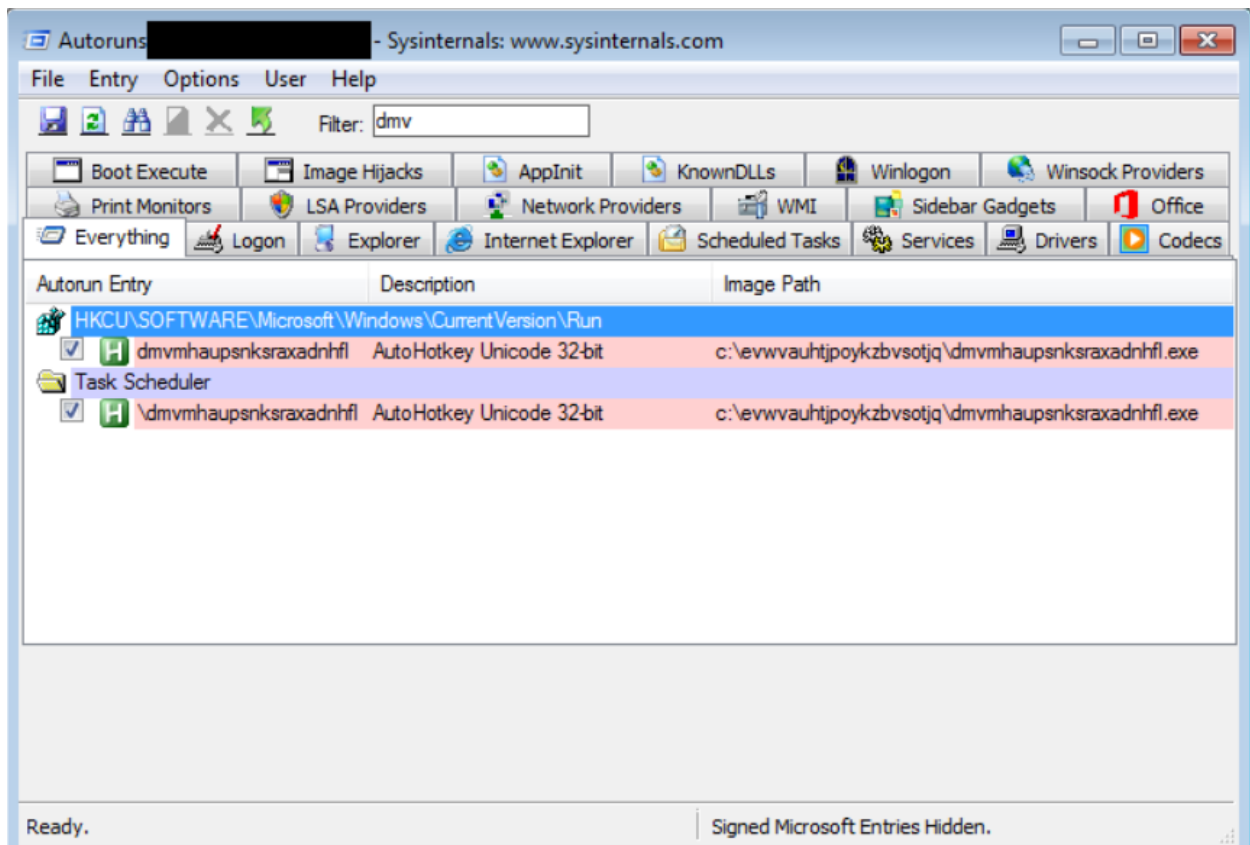 Autoruns - Sysinternals: www.sysinternals.com
File Entry Options User Help
Filter: dmv
Boot Execute Image Hijacks AppInit KnownDLLs Winlogon Winsock Providers
Print Monitors LSA Providers Network Providers WMI Sidebar Gadgets Office
Everything Logon Explorer Internet Explorer Scheduled Tasks Services Drivers Codecs
Autorun Entry Description Image Path
HKCU\SOFTWARE\Microsoft\Windows\CurrentVersion\Run
dmvmhaupsnksraxadnhfl AutoHotkey Unicode 32-bit c:\evwvauhtjpoykzbvsotjq\dmvmhaupsnksraxadnhfl.exe
Task Scheduler
\dmvmhaupsnksraxadnhfl AutoHotkey Unicode 32-bit c:\evwvauhtjpoykzbvsotjq\dmvmhaupsnksraxadnhfl.exe
Ready. Signed Microsoft Entries Hidden.